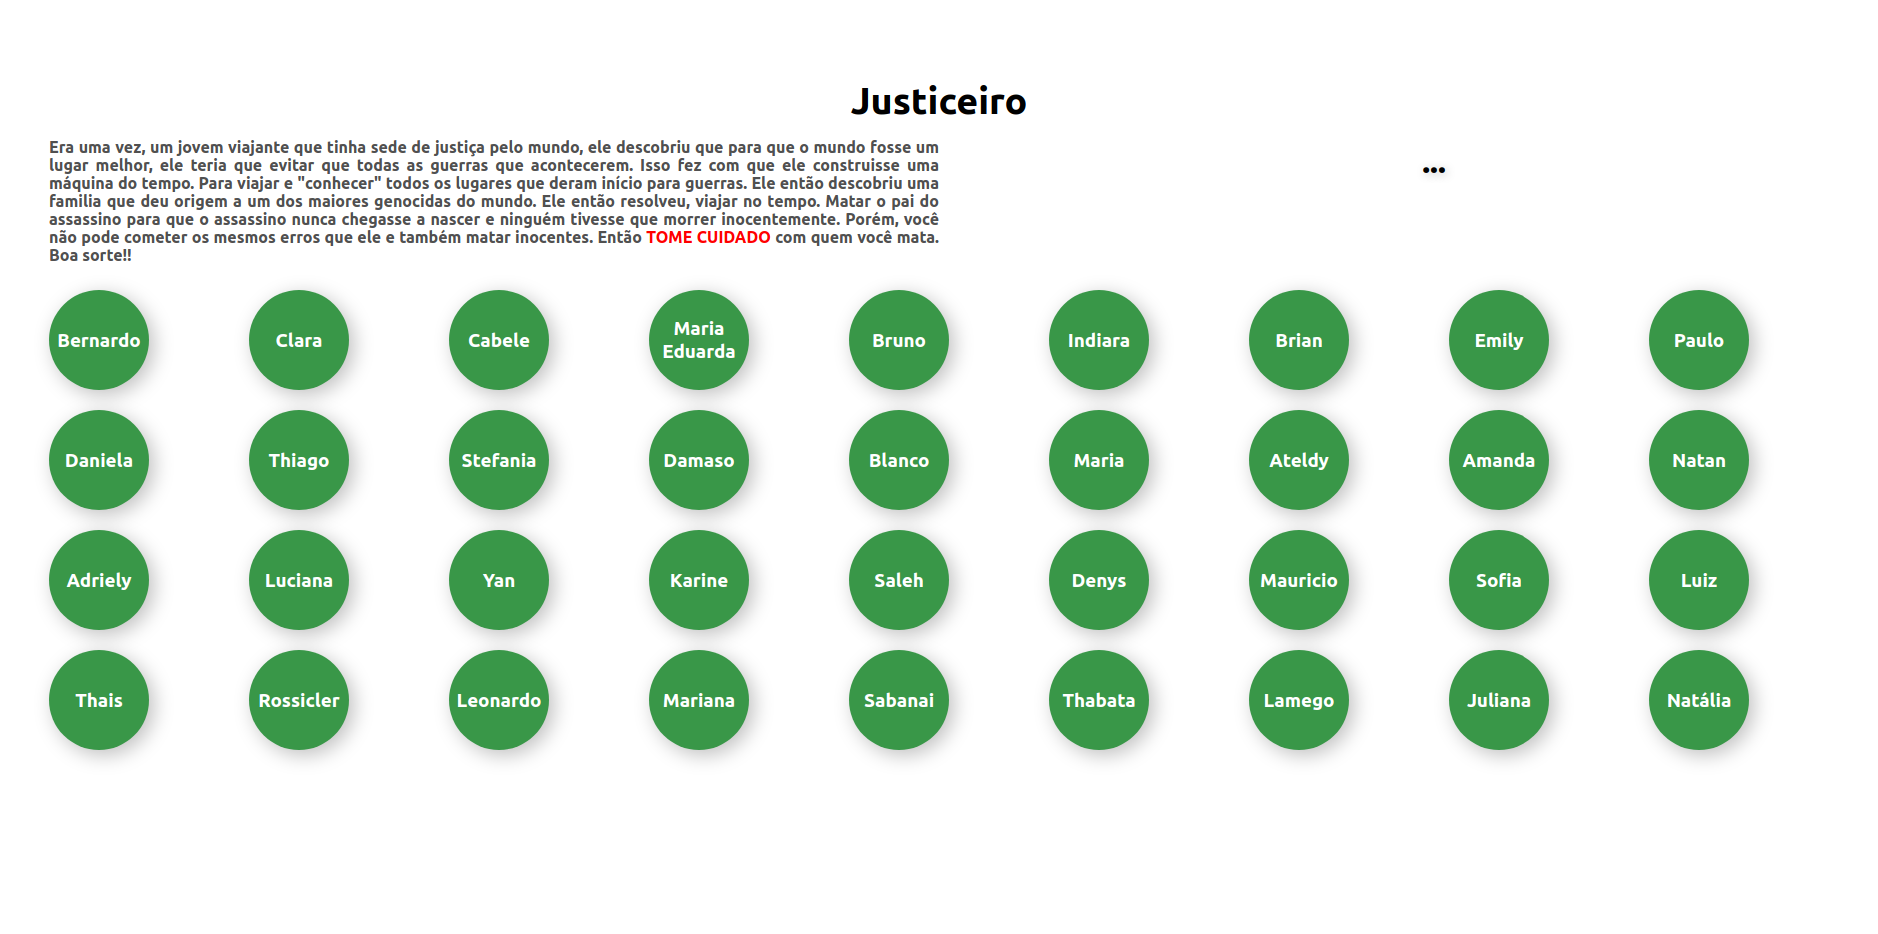 Justiceiro
Era uma vez, um jovem viajante que tinha sede de justiça pelo mundo, ele descobriu que para que o mundo fosse um
lugar melhor, ele teria que evitar que todas as guerras que acontecerem. Isso fez com que ele construisse uma
máquina do tempo. Para viajar e "conhecer" todos os lugares que deram início para guerras. Ele então descobriu uma
familia que deu origem a um dos maiores genocidas do mundo. Ele então resolveu, viajar no tempo. Matar o pai do
assassino para que o assassino nunca chegasse a nascer e ninguém tivesse que morrer inocentemente. Porém, você
não pode cometer os mesmos erros que ele e também matar inocentes. Então TOME CUIDADO com quem você mata.
Boa sorte!!
...
Bernardo Clara Cabele Maria Eduarda Bruno Indiara Brian Emily Paulo
Daniela Thiago Stefania Damaso Blanco Maria Ateldy Amanda Natan
Adriely Luciana Yan Karine Saleh Denys Mauricio Sofia Luiz
Thais Rossicler Leonardo Mariana Sabanai Thabata Lamego Juliana Natália